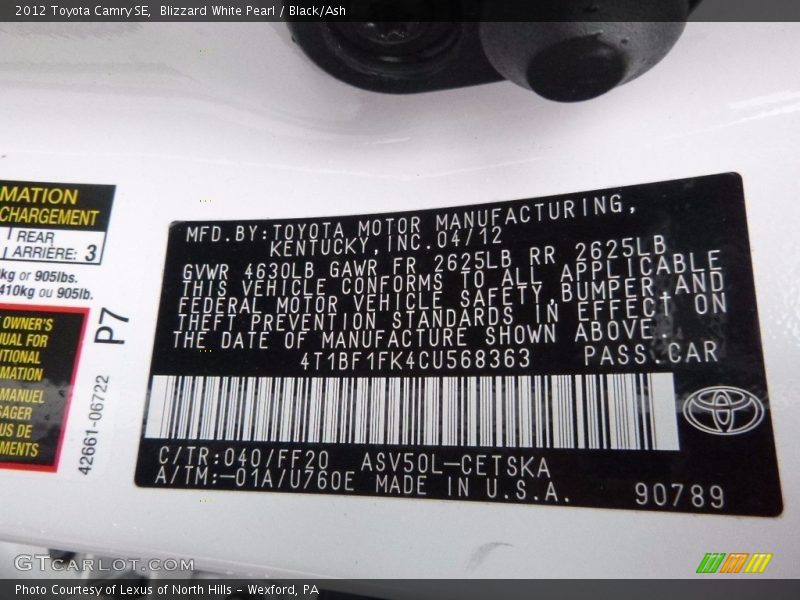 2012 Toyota Camry SE, Blizzard White Pearl / Black/Ash
MATION
CHARGEMENT
REAR
ARRIÈRE: 3
kg or 905lbs.
410kg ou 905lb.
OWNER'S
UAL FOR
ITIONAL
MATION
MANUEL
SAGER
US DE
MENTS
P7
42661-06722
MFD.BY:TOYOTA MOTOR MANUFACTURING,
KENTUCKY,INC.04/12
GVWR 4630LB GAWR FR 2625LB RR 2625LB
THIS VEHICLE CONFORMS TO ALL APPLICABLE
FEDERAL MOTOR VEHICLE SAFETY,BUMPER,AND
THEFT PREVENTION STANDARDS IN EFFECT ON
THE DATE OF MANUFACTURE SHOWN ABOVE.
4T1BF1FK4CU568363 PASS.CAR
C/TR:040/FF20 ASV50L-CETSKA
A/TM:-01A/U760E MADE IN U.S.A.
90789
GTCARLOT.COM
Photo Courtesy of Lexus of North Hills - Wexford, PA